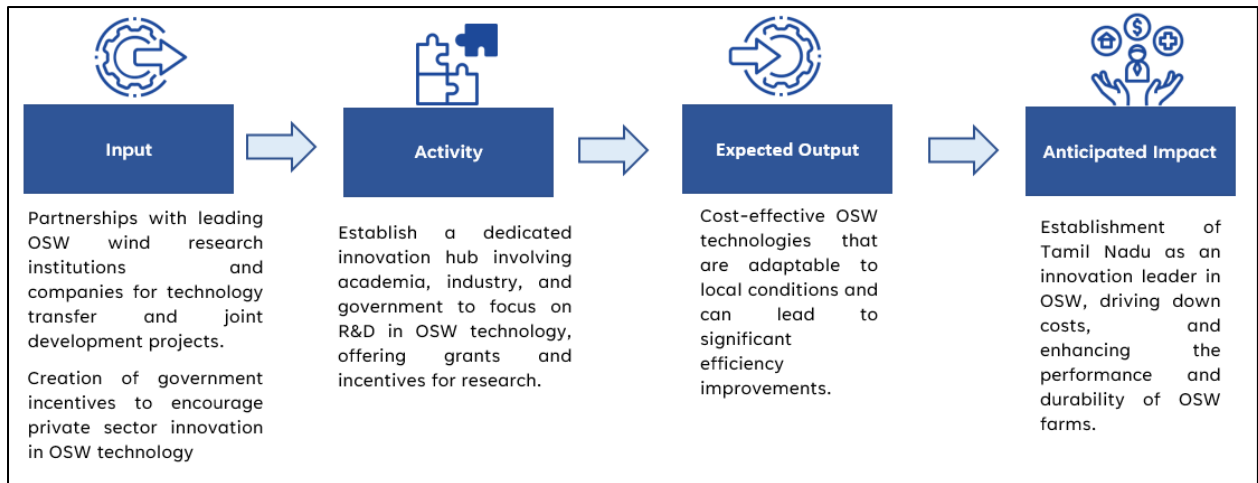 Input
Partnerships with leading
OSW wind research
institutions and
companies for technology
transfer and joint
development projects.
Creation of government
incentives to encourage
private sector innovation
in OSW technology
Activity
Establish a dedicated
innovation hub involving
academia, industry, and
government to focus on
R&D in OSW technology,
offering grants and
incentives for research.
Expected Output
Cost-effective OSW
technologies that
are adaptable to
local conditions and
can lead to
significant
efficiency
improvements.
$
Anticipated Impact
Establishment of
Tamil Nadu as an
innovation leader in
OSW, driving down
costs, and
enhancing the
performance and
durability of OSW
farms.